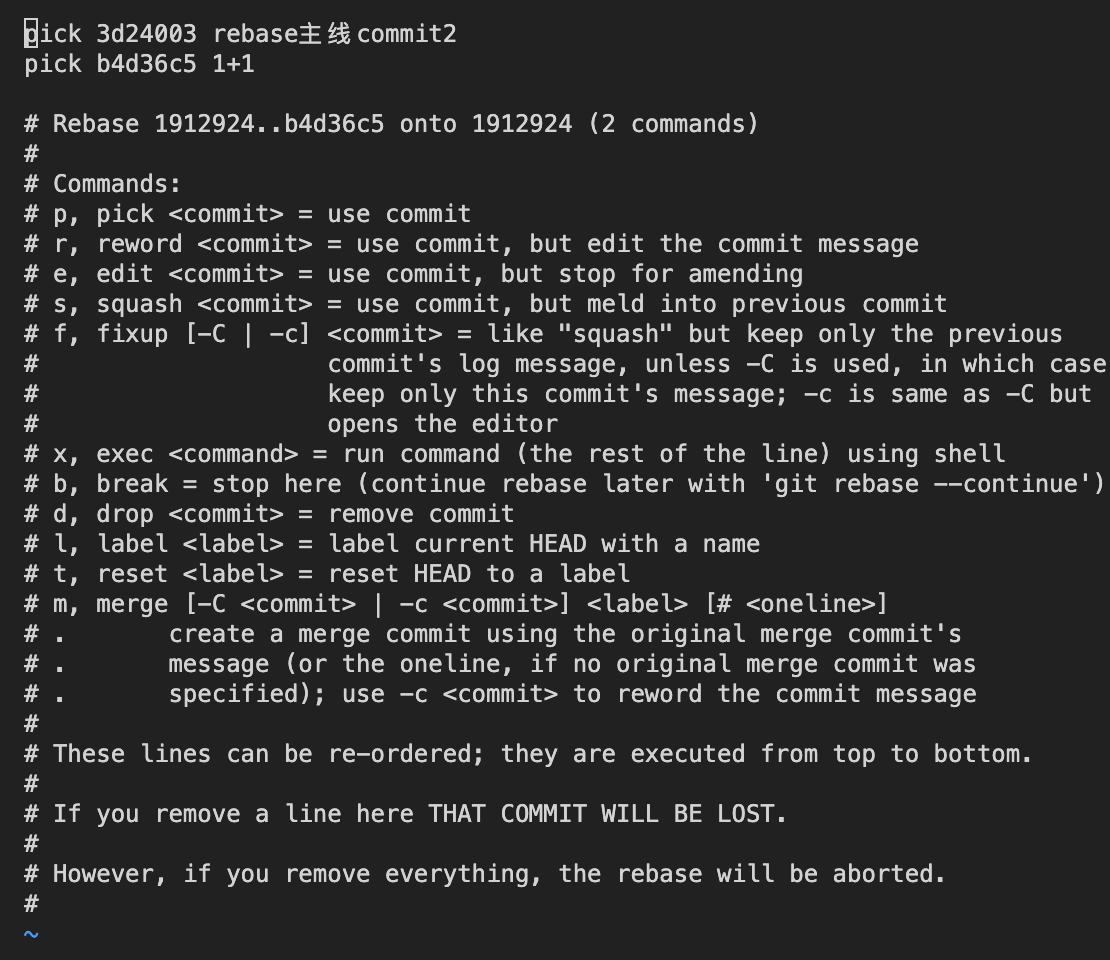 pick 3d24003 rebase主线commit2
pick b4d36c5 1+1

# Rebase 1912924..b4d36c5 onto 1912924 (2 commands)
#
# Commands:
# p, pick <commit> = use commit
# r, reword <commit> = use commit, but edit the commit message
# e, edit <commit> = use commit, but stop for amending
# s, squash <commit> = use commit, but meld into previous commit
# f, fixup [-C | -c] <commit> = like "squash" but keep only the previous
#                    commit's log message, unless -C is used, in which case
#                    keep only this commit's message; -c is same as -C but
#                    opens the editor
# x, exec <command> = run command (the rest of the line) using shell
# b, break = stop here (continue rebase later with 'git rebase --continue')
# d, drop <commit> = remove commit
# l, label <label> = label current HEAD with a name
# t, reset <label> = reset HEAD to a label
# m, merge [-C <commit> | -c <commit>] <label> [# <oneline>]
# .       create a merge commit using the original merge commit's
# .       message (or the oneline, if no original merge commit was
# .       specified); use -c <commit> to reword the commit message
#
# These lines can be re-ordered; they are executed from top to bottom.
#
# If you remove a line here THAT COMMIT WILL BE LOST.
#
# However, if you remove everything, the rebase will be aborted.
#
~